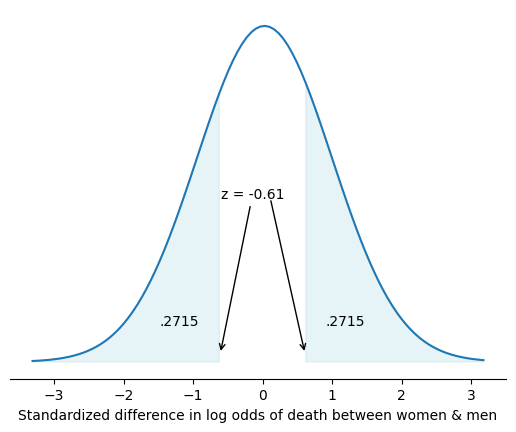 z = -0.61
.2715 .2715
−3 −2 −1 0 1 2 3
Standardized difference in log odds of death between women & men